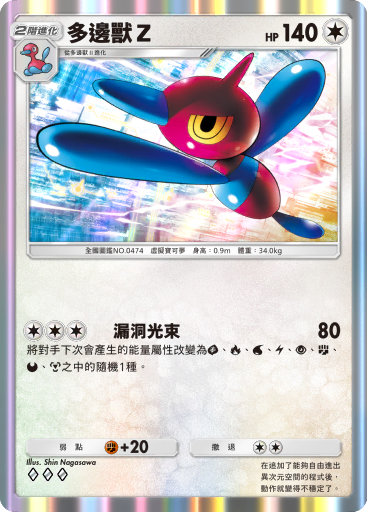 2階進化 多邊獸Z HP 140
從多邊獸Ⅱ進化
全國圖鑑NO.0474 虛擬寶可夢 身高：0.9m 體重：34.0kg
漏洞光束 80
將對手下次會產生的能量屬性改變為、、、、、、
、之中的隨機1種。
弱點 +20 撤退
Illus. Shin Nagasawa
在追加了能夠自由進出
異次元空間的程式後，
動作就變得不穩定了。